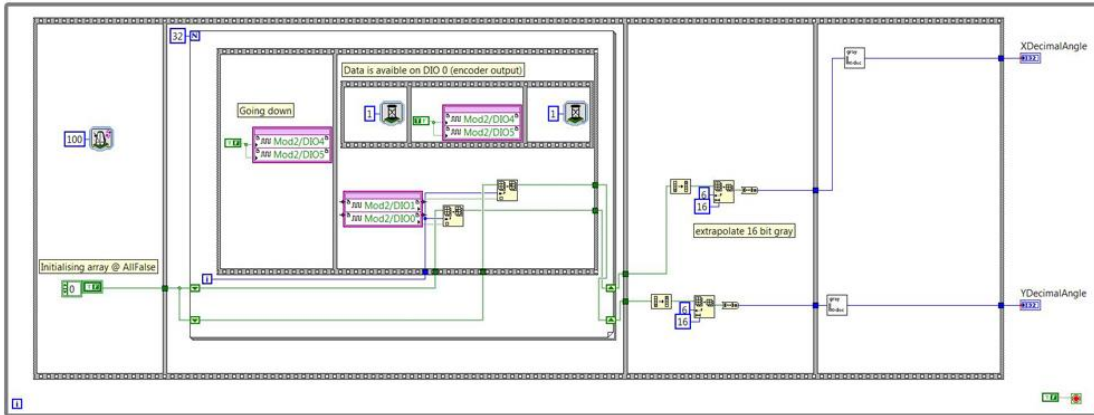 32
N
Data is avaible on DIO 0 (encoder output)
XDecimalAngle
I32
Going down
1
1
Mod2/DIO4
Mod2/DIO5
Mod2/DIO4
Mod2/DIO5
100
Mod2/DIO1
Mod2/DIO0
6
16
extrapolate 16 bit gray
Initialising array @ AllFalse
i
0
YDecimalAngle
I32
6
16
i